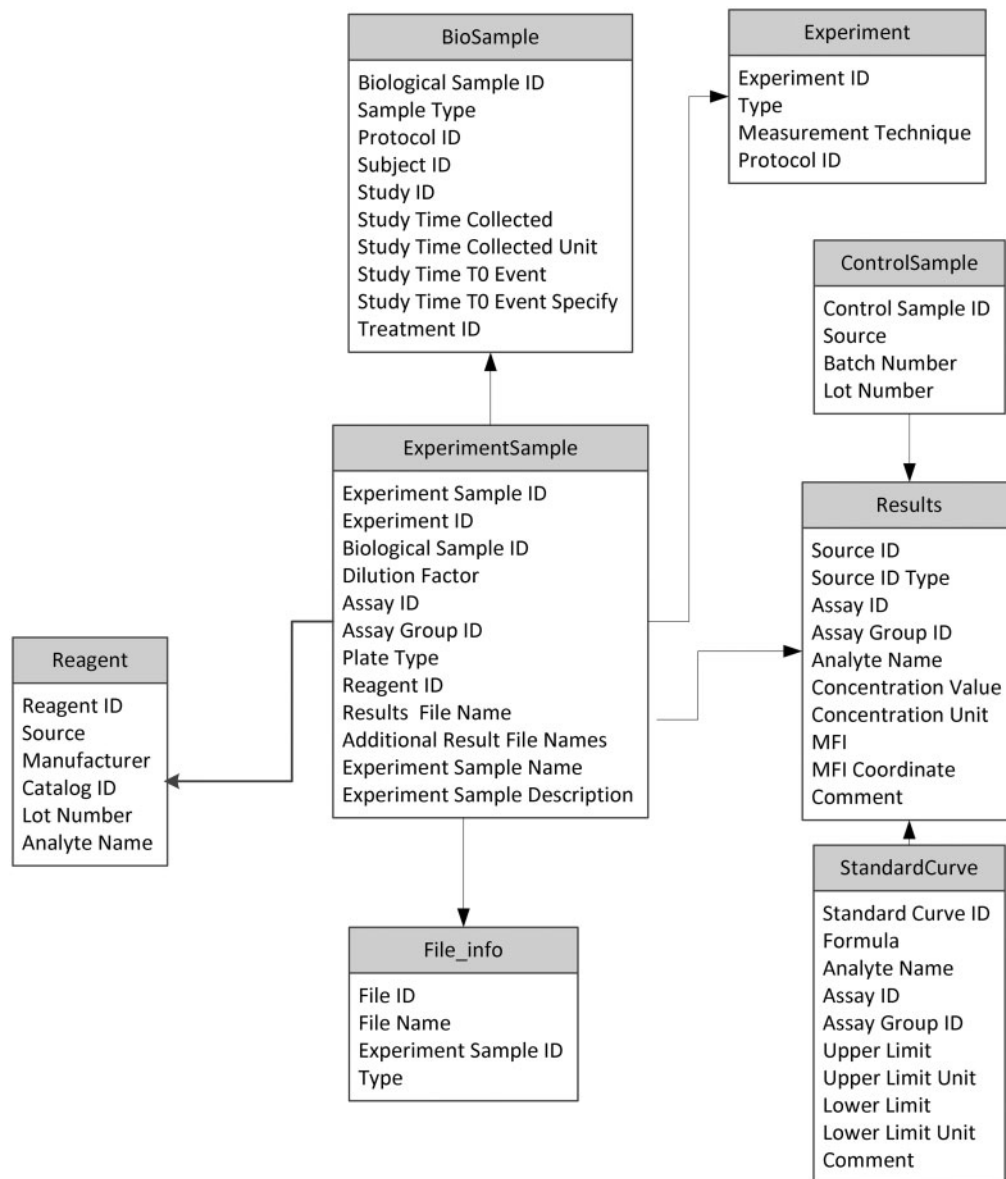 BioSample
Biological Sample ID
Sample Type
Protocol ID
Subject ID
Study ID
Study Time Collected
Study Time Collected Unit
Study Time T0 Event
Study Time T0 Event Specify
Treatment ID
Experiment
Experiment ID
Type
Measurement Technique
Protocol ID
ControlSample
Control Sample ID
Source
Batch Number
Lot Number
ExperimentSample
Experiment Sample ID
Experiment ID
Biological Sample ID
Dilution Factor
Assay ID
Assay Group ID
Plate Type
Reagent ID
Results File Name
Additional Result File Names
Experiment Sample Name
Experiment Sample Description
Results
Source ID
Source ID Type
Assay ID
Assay Group ID
Analyte Name
Concentration Value
Concentration Unit
MFI
MFI Coordinate
Comment
Reagent
Reagent ID
Source
Manufacturer
Catalog ID
Lot Number
Analyte Name
File_info
File ID
File Name
Experiment Sample ID
Type
StandardCurve
Standard Curve ID
Formula
Analyte Name
Assay ID
Assay Group ID
Upper Limit
Upper Limit Unit
Lower Limit
Lower Limit Unit
Comment